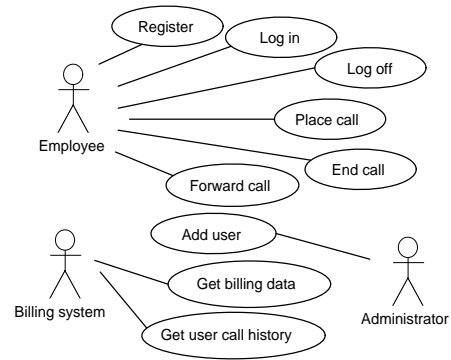 Register
Log in
Log off
Place call
Employee
End call
Forward call
Add user
Get billing data
Billing system
Administrator
Get user call history